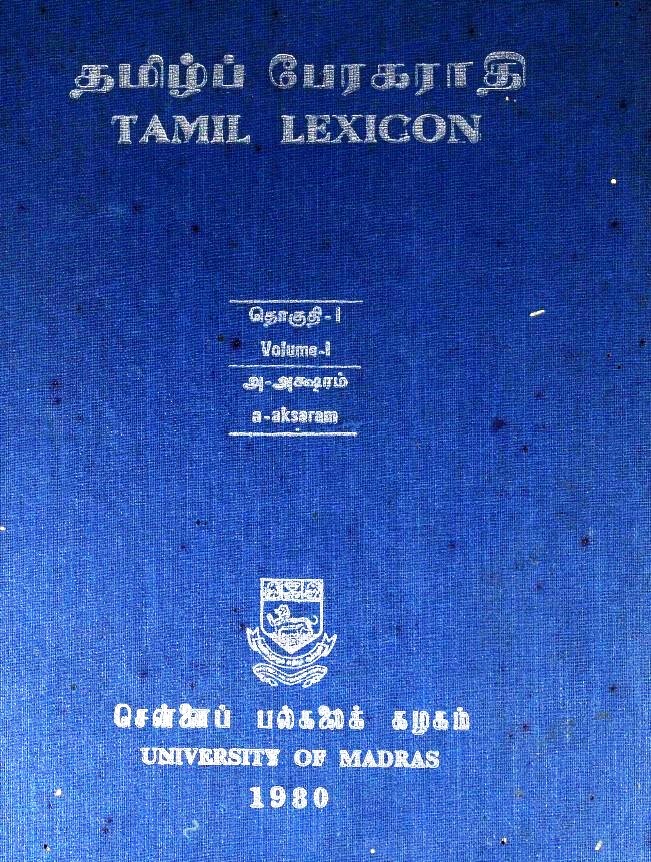 தமிழ்ப் பேரகராதி
TAMIL LEXICON
தொகுதி-I
Volume-I
அ-அக்ஷரம்
a-aksaram
சென்னைப் பல்கலைக் கழகம்
UNIVERSITY OF MADRAS
1980